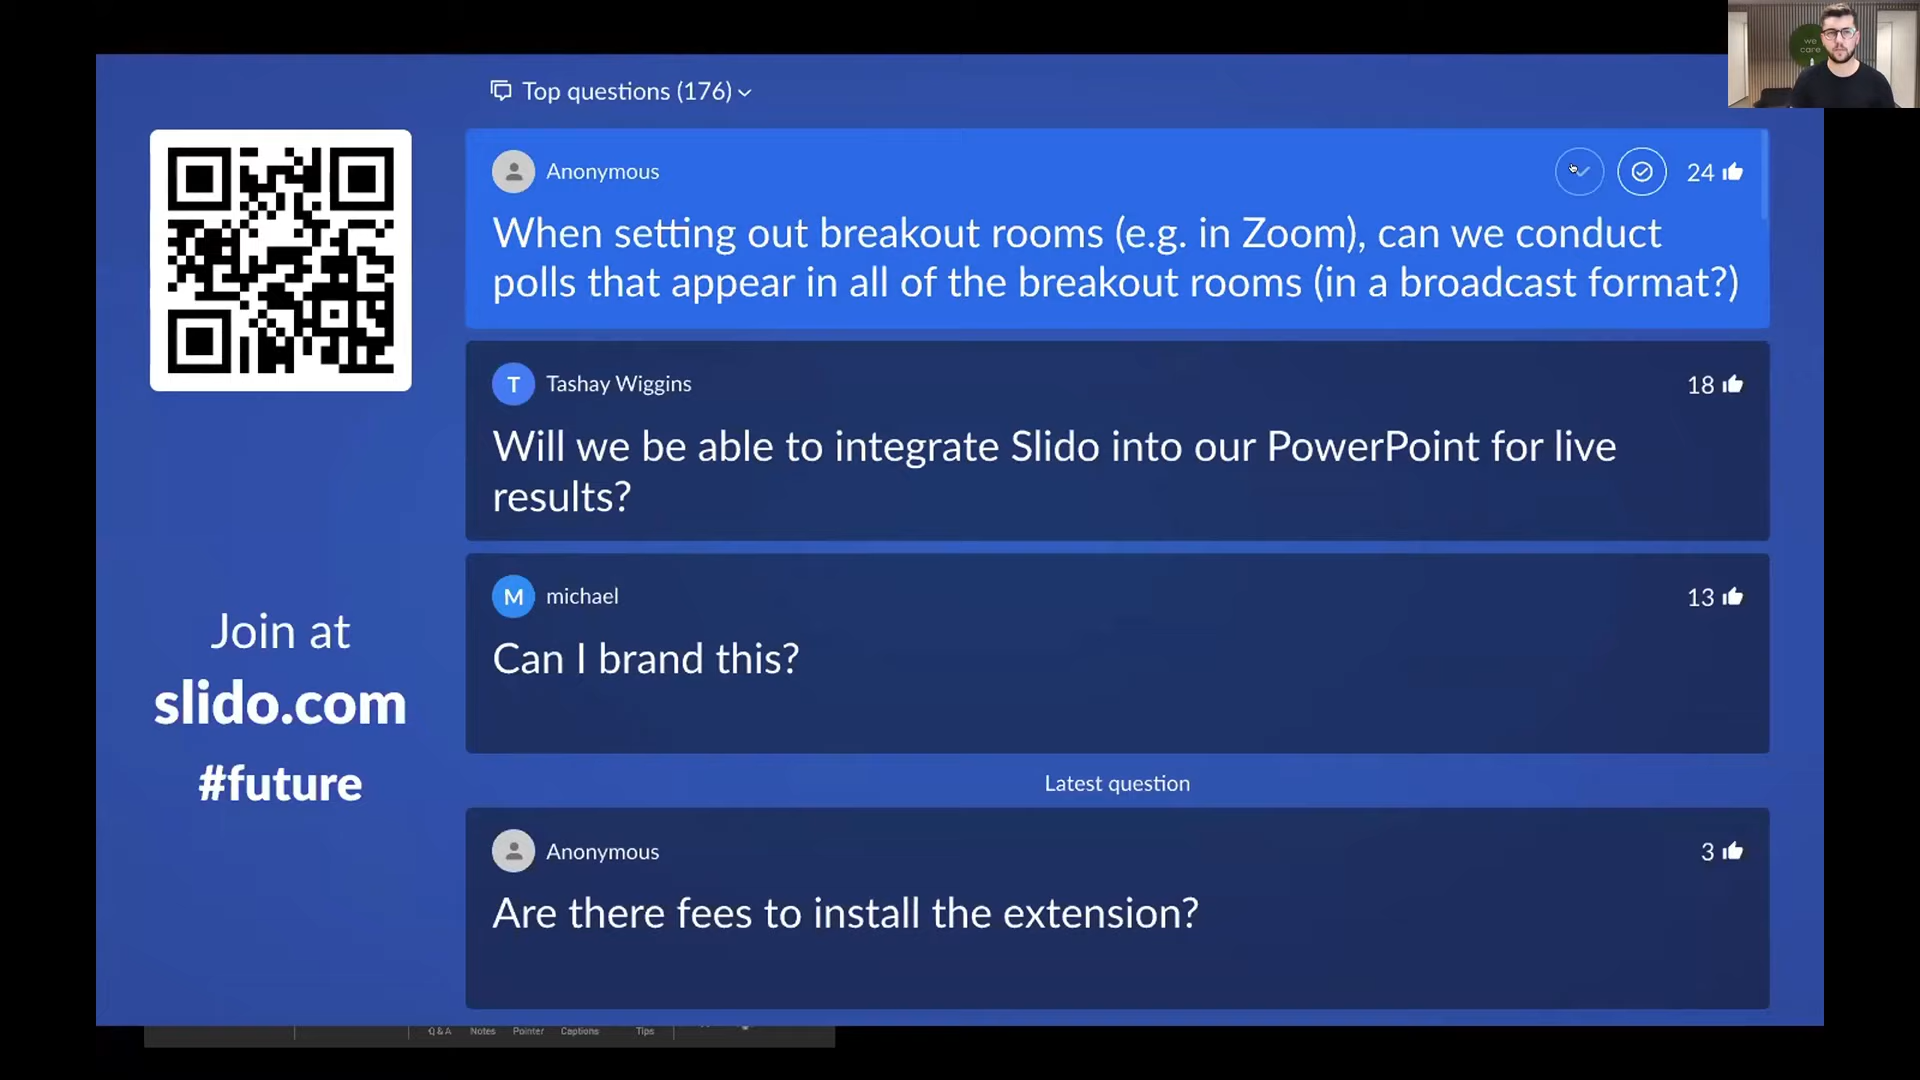 Top questions (176)
Anonymous
24
When setting out breakout rooms (e.g. in Zoom), can we conduct
polls that appear in all of the breakout rooms (in a broadcast format?)
T
Tashay Wiggins
18
Will we be able to integrate Slido into our PowerPoint for live
results?
M
michael
13
Can I brand this?
Latest question
Anonymous
3
Are there fees to install the extension?
Join at
slido.com
#future
we
care
Q&A Notes Pointer Captions Tips